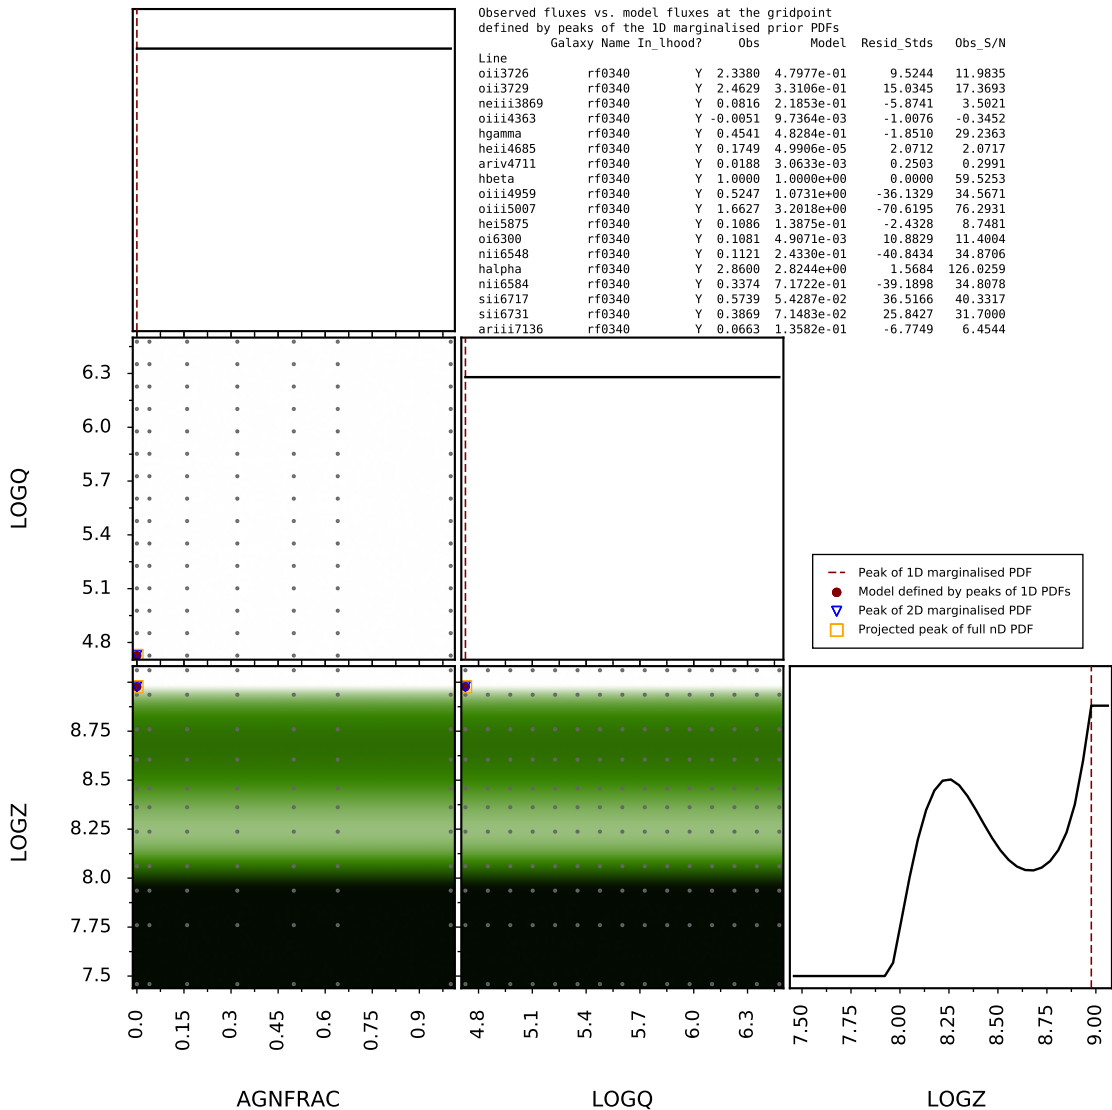 Observed fluxes vs. model fluxes at the gridpoint
defined by peaks of the 1D marginalised prior PDFs
Galaxy Name In_lhood? Obs Model Resid_Stds Obs_S/N
Line
oii3726 rf0340 Y 2.3380 4.7977e-01 9.5244 11.9835
oii3729 rf0340 Y 2.4629 3.3106e-01 15.0345 17.3693
neiii3869 rf0340 Y 0.0816 2.1853e-01 -5.8741 3.5021
oiii4363 rf0340 Y -0.0051 9.7364e-03 -1.0076 -0.3452
hgamma rf0340 Y 0.4541 4.8284e-01 -1.8510 29.2363
heii4685 rf0340 Y 0.1749 4.9906e-05 2.0712 2.0717
ariv4711 rf0340 Y 0.0188 3.0633e-03 0.2503 0.2991
hbeta rf0340 Y 1.0000 1.0000e+00 0.0000 59.5253
oiii4959 rf0340 Y 0.5247 1.0731e+00 -36.1329 34.5671
oiii5007 rf0340 Y 1.6627 3.2018e+00 -70.6195 76.2931
hei5875 rf0340 Y 0.1086 1.3875e-01 -2.4328 8.7481
oi6300 rf0340 Y 0.1081 4.9071e-03 10.8829 11.4004
nii6548 rf0340 Y 0.1121 2.4330e-01 -40.8434 34.8706
halpha rf0340 Y 2.8600 2.8244e+00 1.5684 126.0259
nii6584 rf0340 Y 0.3374 7.1722e-01 -39.1898 34.8078
sii6717 rf0340 Y 0.5739 5.4287e-02 36.5166 40.3317
sii6731 rf0340 Y 0.3869 7.1483e-02 25.8427 31.7000
ariii7136 rf0340 Y 0.0663 1.3582e-01 -6.7749 6.4544
6.3
6.0
5.7
5.4
5.1
4.8
LOGQ
Peak of 1D marginalised PDF
Model defined by peaks of 1D PDFs
Peak of 2D marginalised PDF
Projected peak of full nD PDF
8.75
8.5
8.25
8.0
7.75
7.5
LOGZ
0.0 0.15 0.3 0.45 0.6 0.75 0.9
4.8 5.1 5.4 5.7 6.0 6.3
7.50 7.75 8.00 8.25 8.50 8.75 9.00
AGNFRAC LOGQ LOGZ